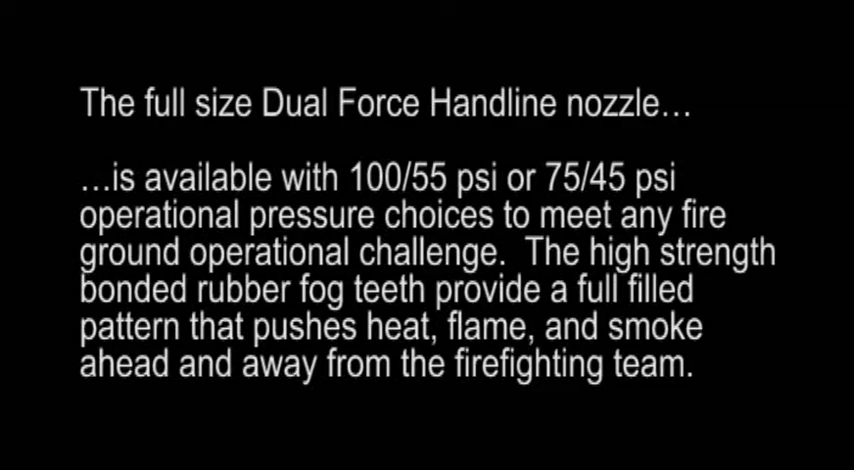 The full size Dual Force Handline nozzle…
…is available with 100/55 psi or 75/45 psi
operational pressure choices to meet any fire
ground operational challenge.  The high strength
bonded rubber fog teeth provide a full filled
pattern that pushes heat, flame, and smoke
ahead and away from the firefighting team.